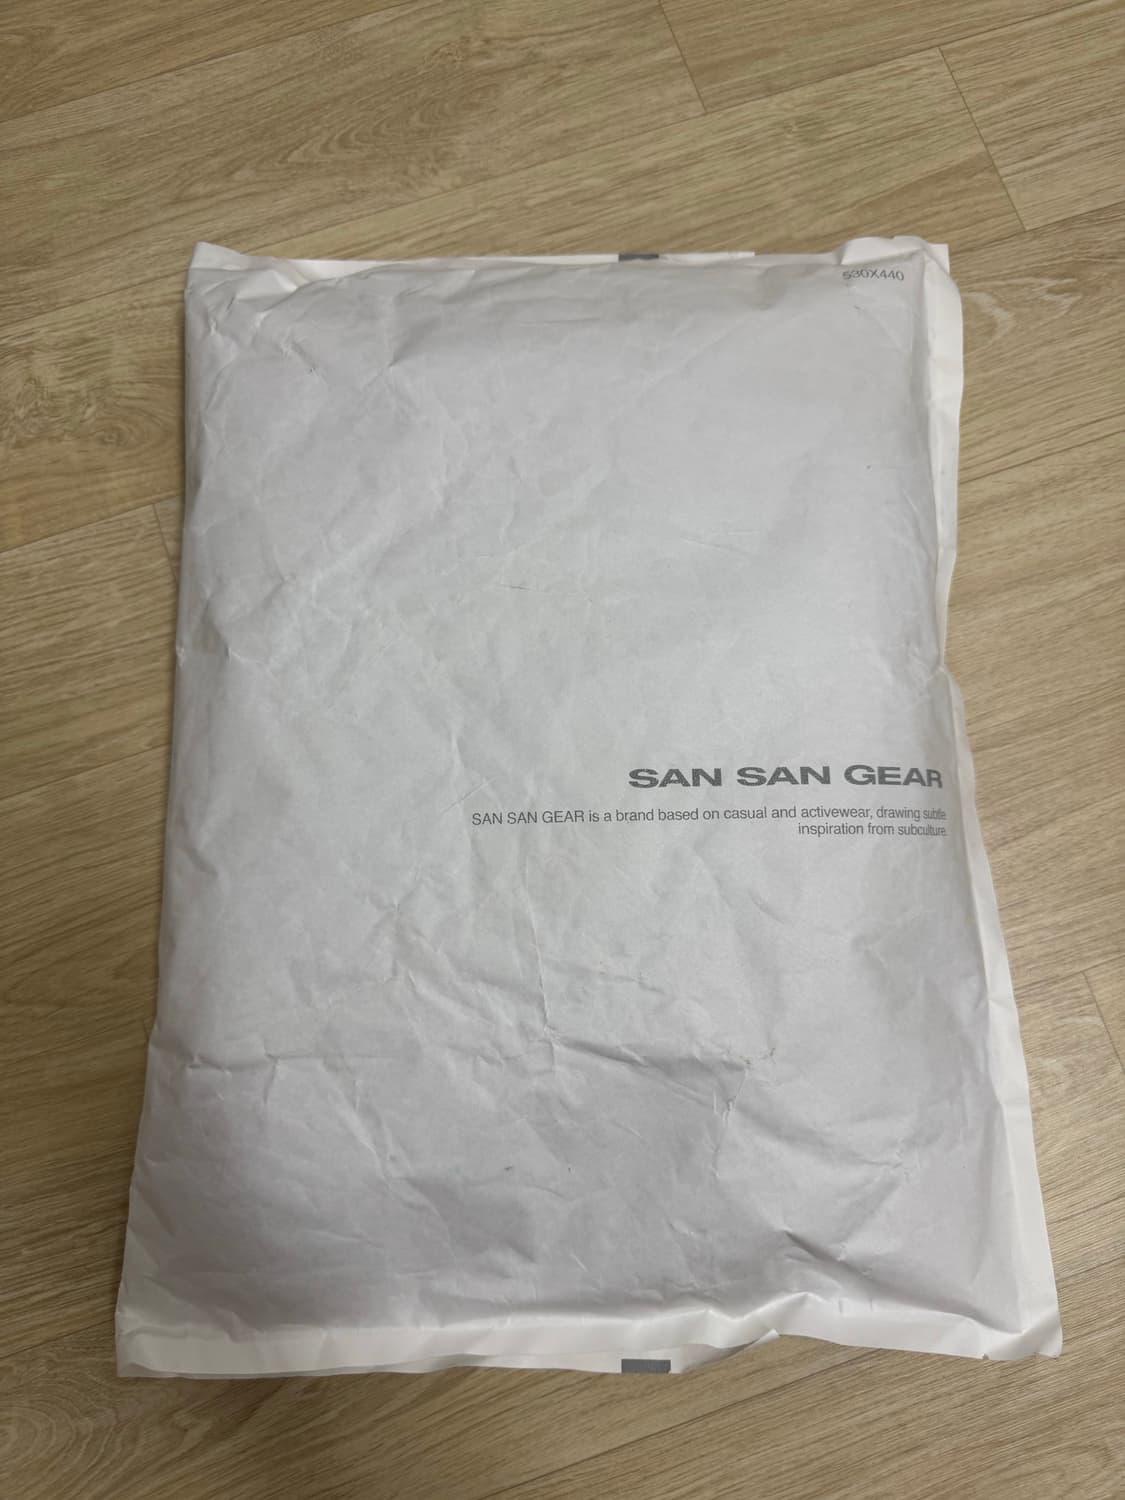 530X440
SAN SAN GEAR
SAN SAN GEAR is a brand based on casual and activewear, drawing subtle
inspiration from subculture.